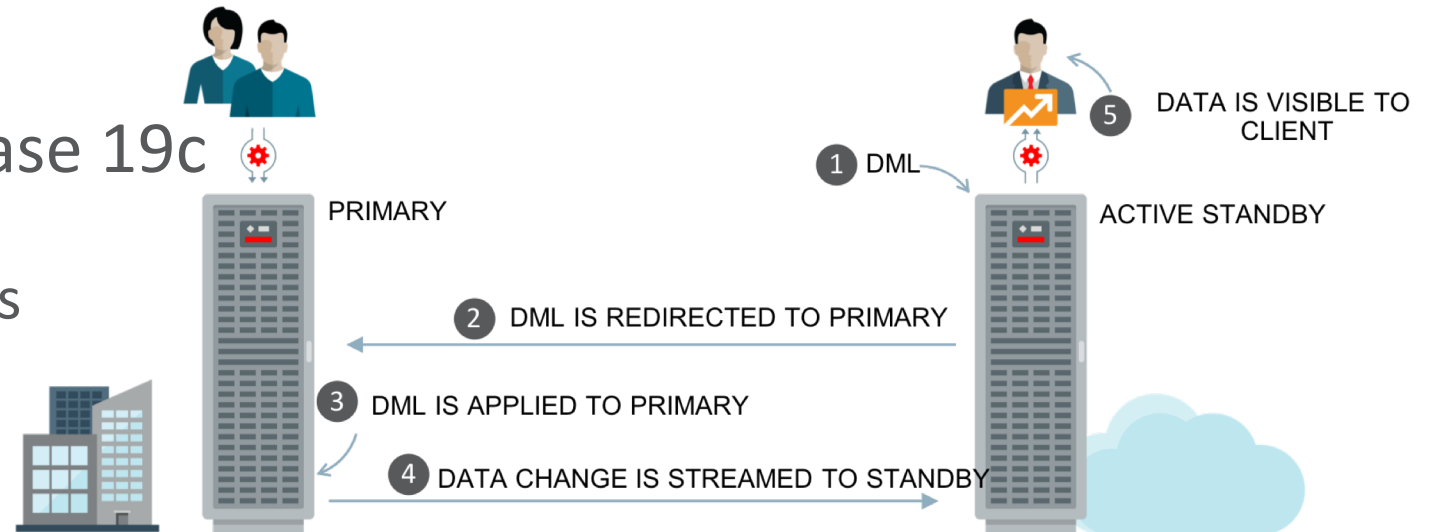 ase 19c
s
PRIMARY
1 DML
5 DATA IS VISIBLE TO
CLIENT
ACTIVE STANDBY
2 DML IS REDIRECTED TO PRIMARY
3 DML IS APPLIED TO PRIMARY
4 DATA CHANGE IS STREAMED TO STANDBY